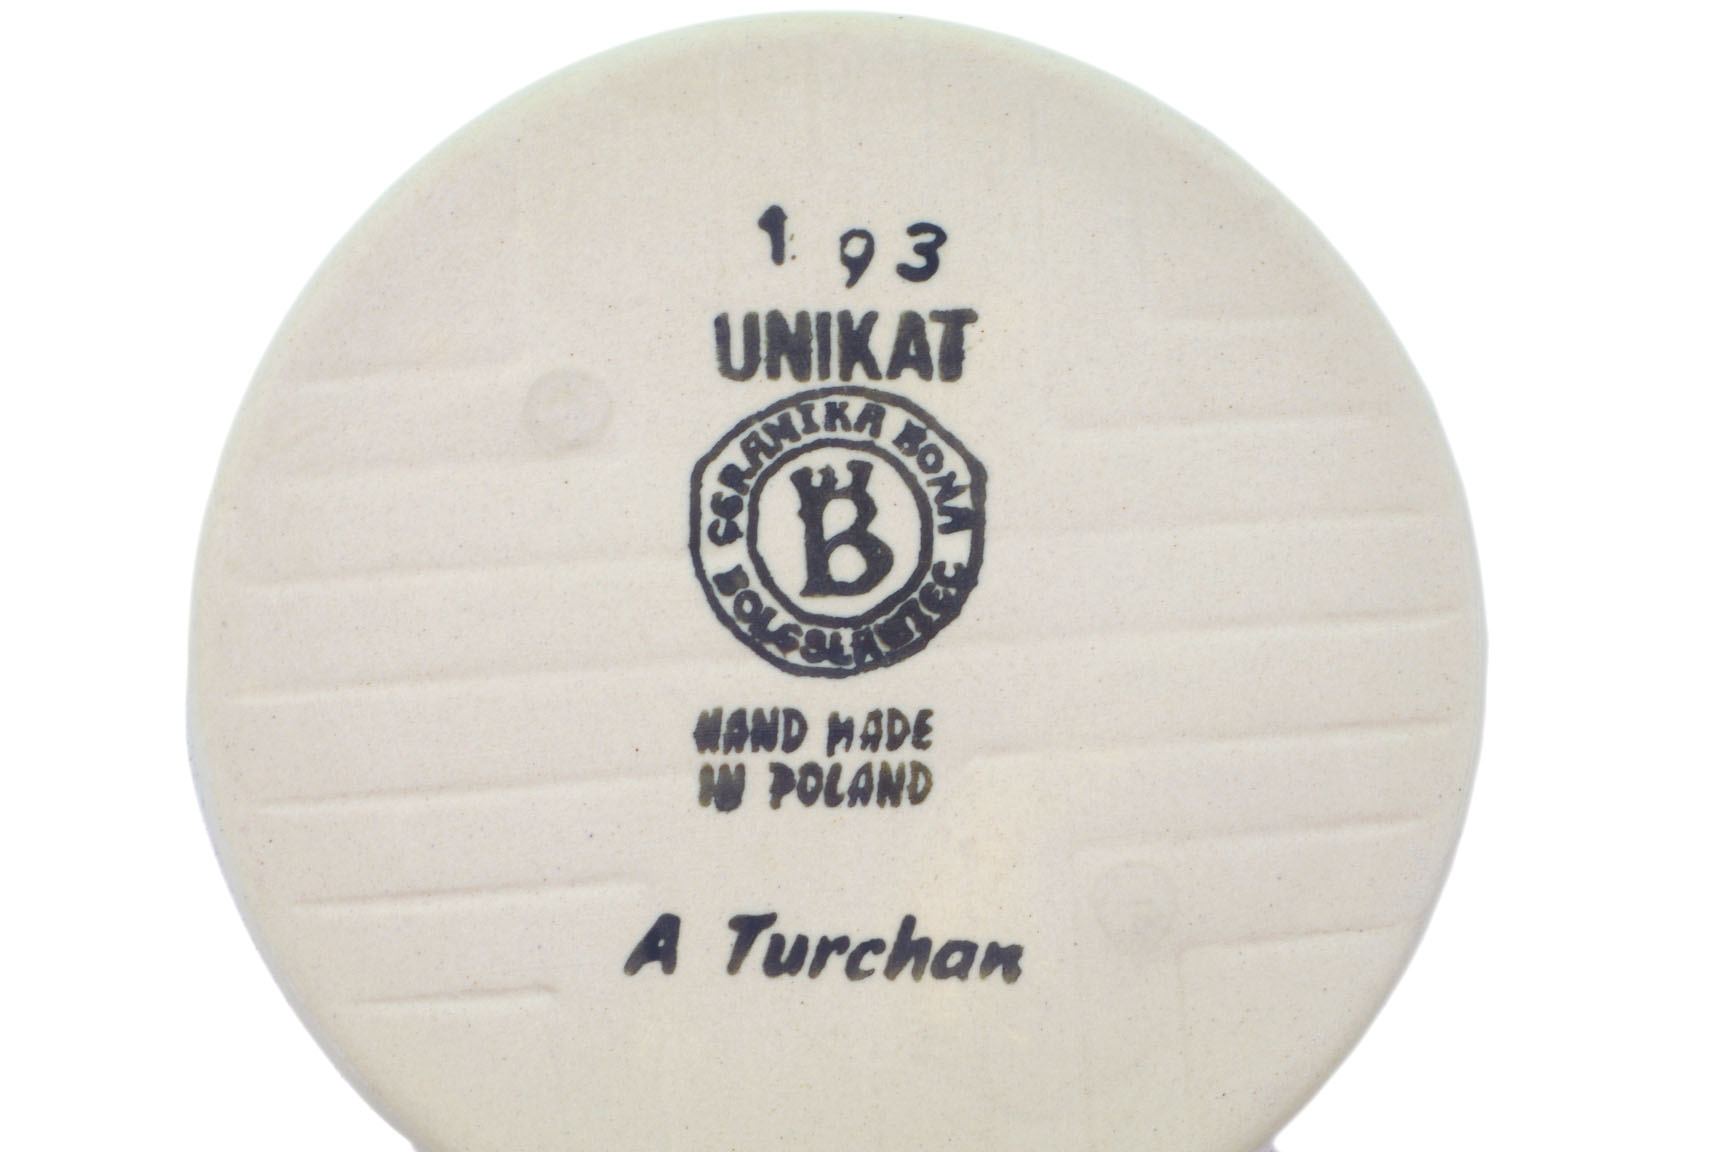 1 93
UNIKAT
CERAMIKA BONA
B
BOLESŁAWIEC
HAND MADE
IN POLAND
A Turchan